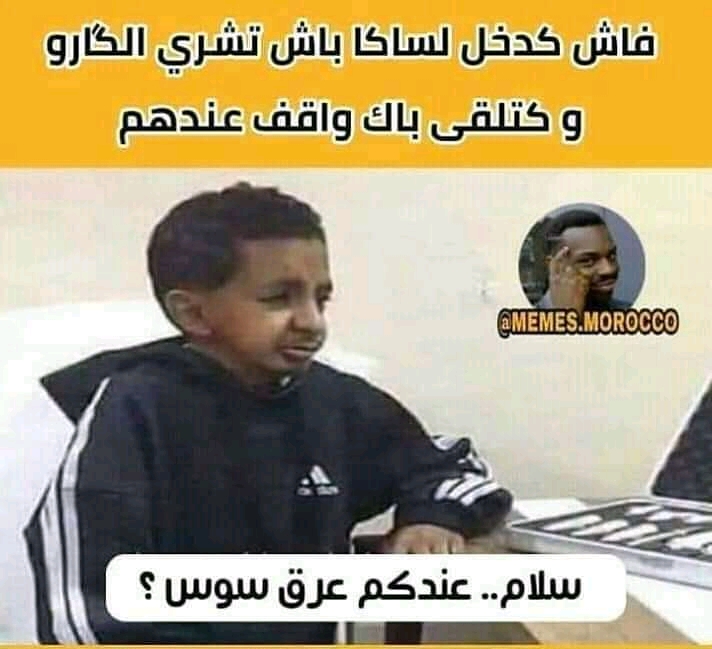 فاش كدخل لساكا باش تشري الڭارو
و كتلقى باك واقف عندهم
@MEMES.MOROCCO
سلام.. عندكم عرق سوس ؟